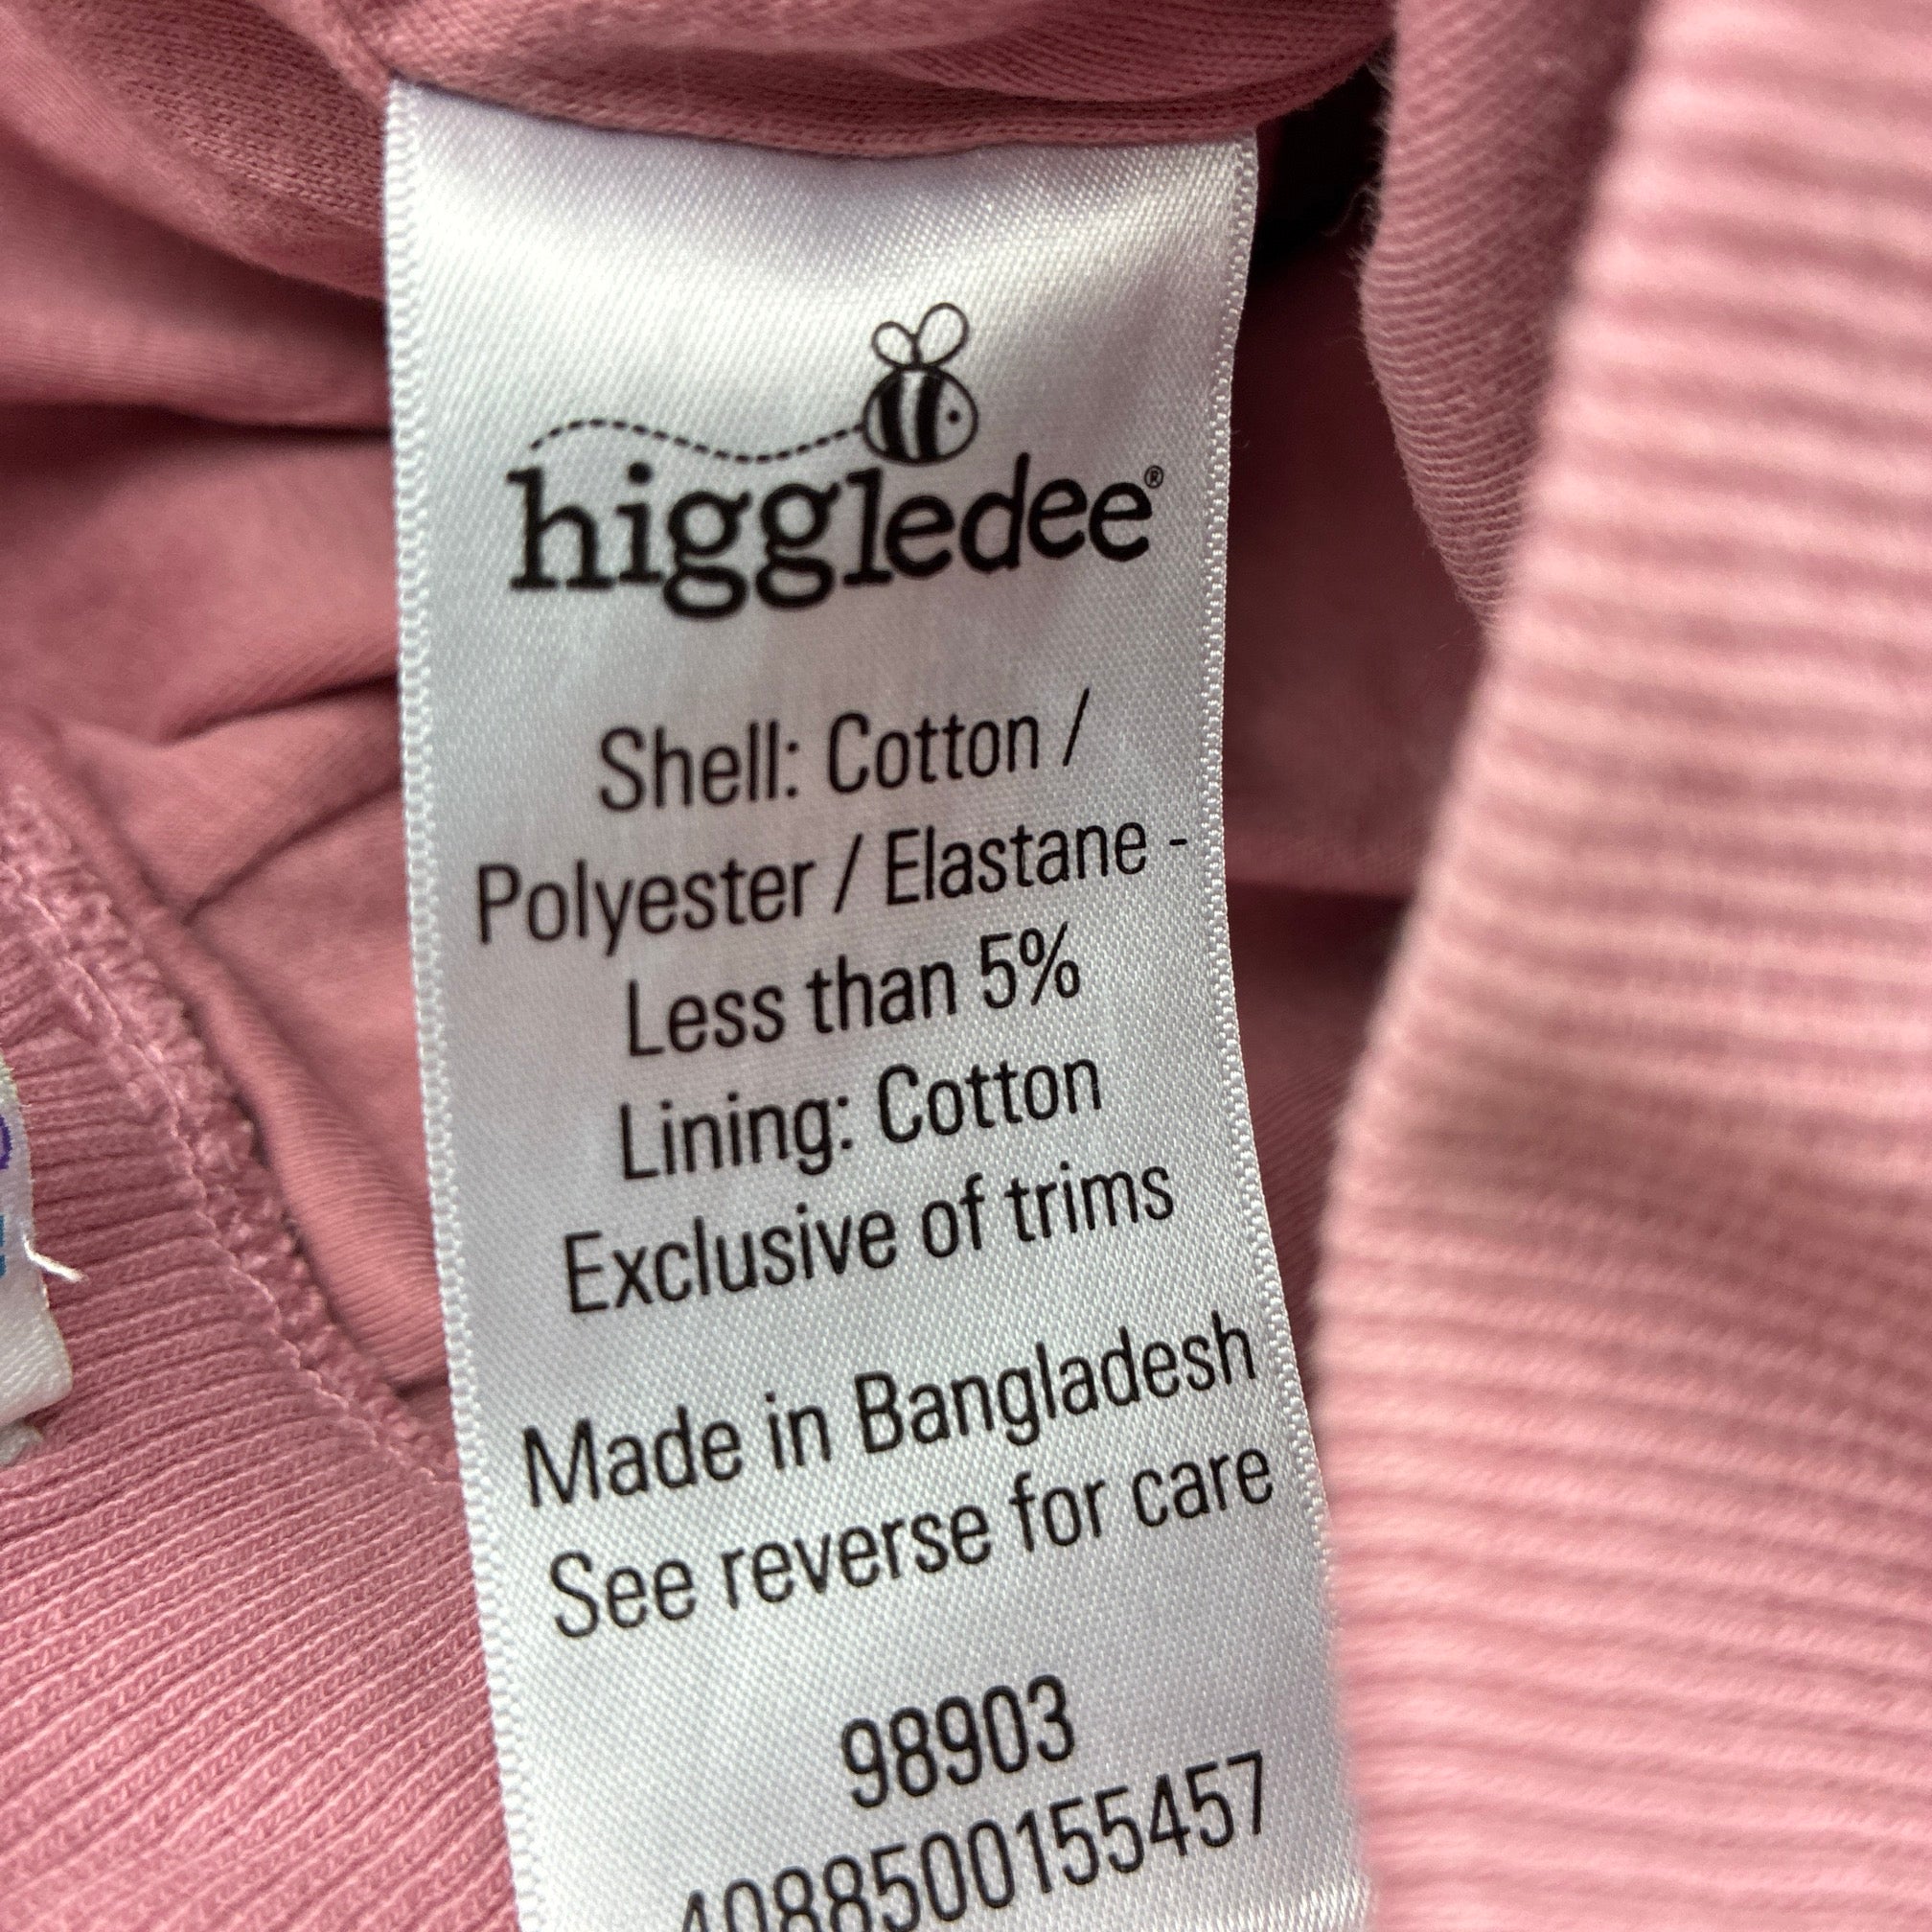 higgledee®
Shell: Cotton /
Polyester / Elastane -
Less than 5%
Lining: Cotton
Exclusive of trims
Made in Bangladesh
See reverse for care
98903
4088500155457